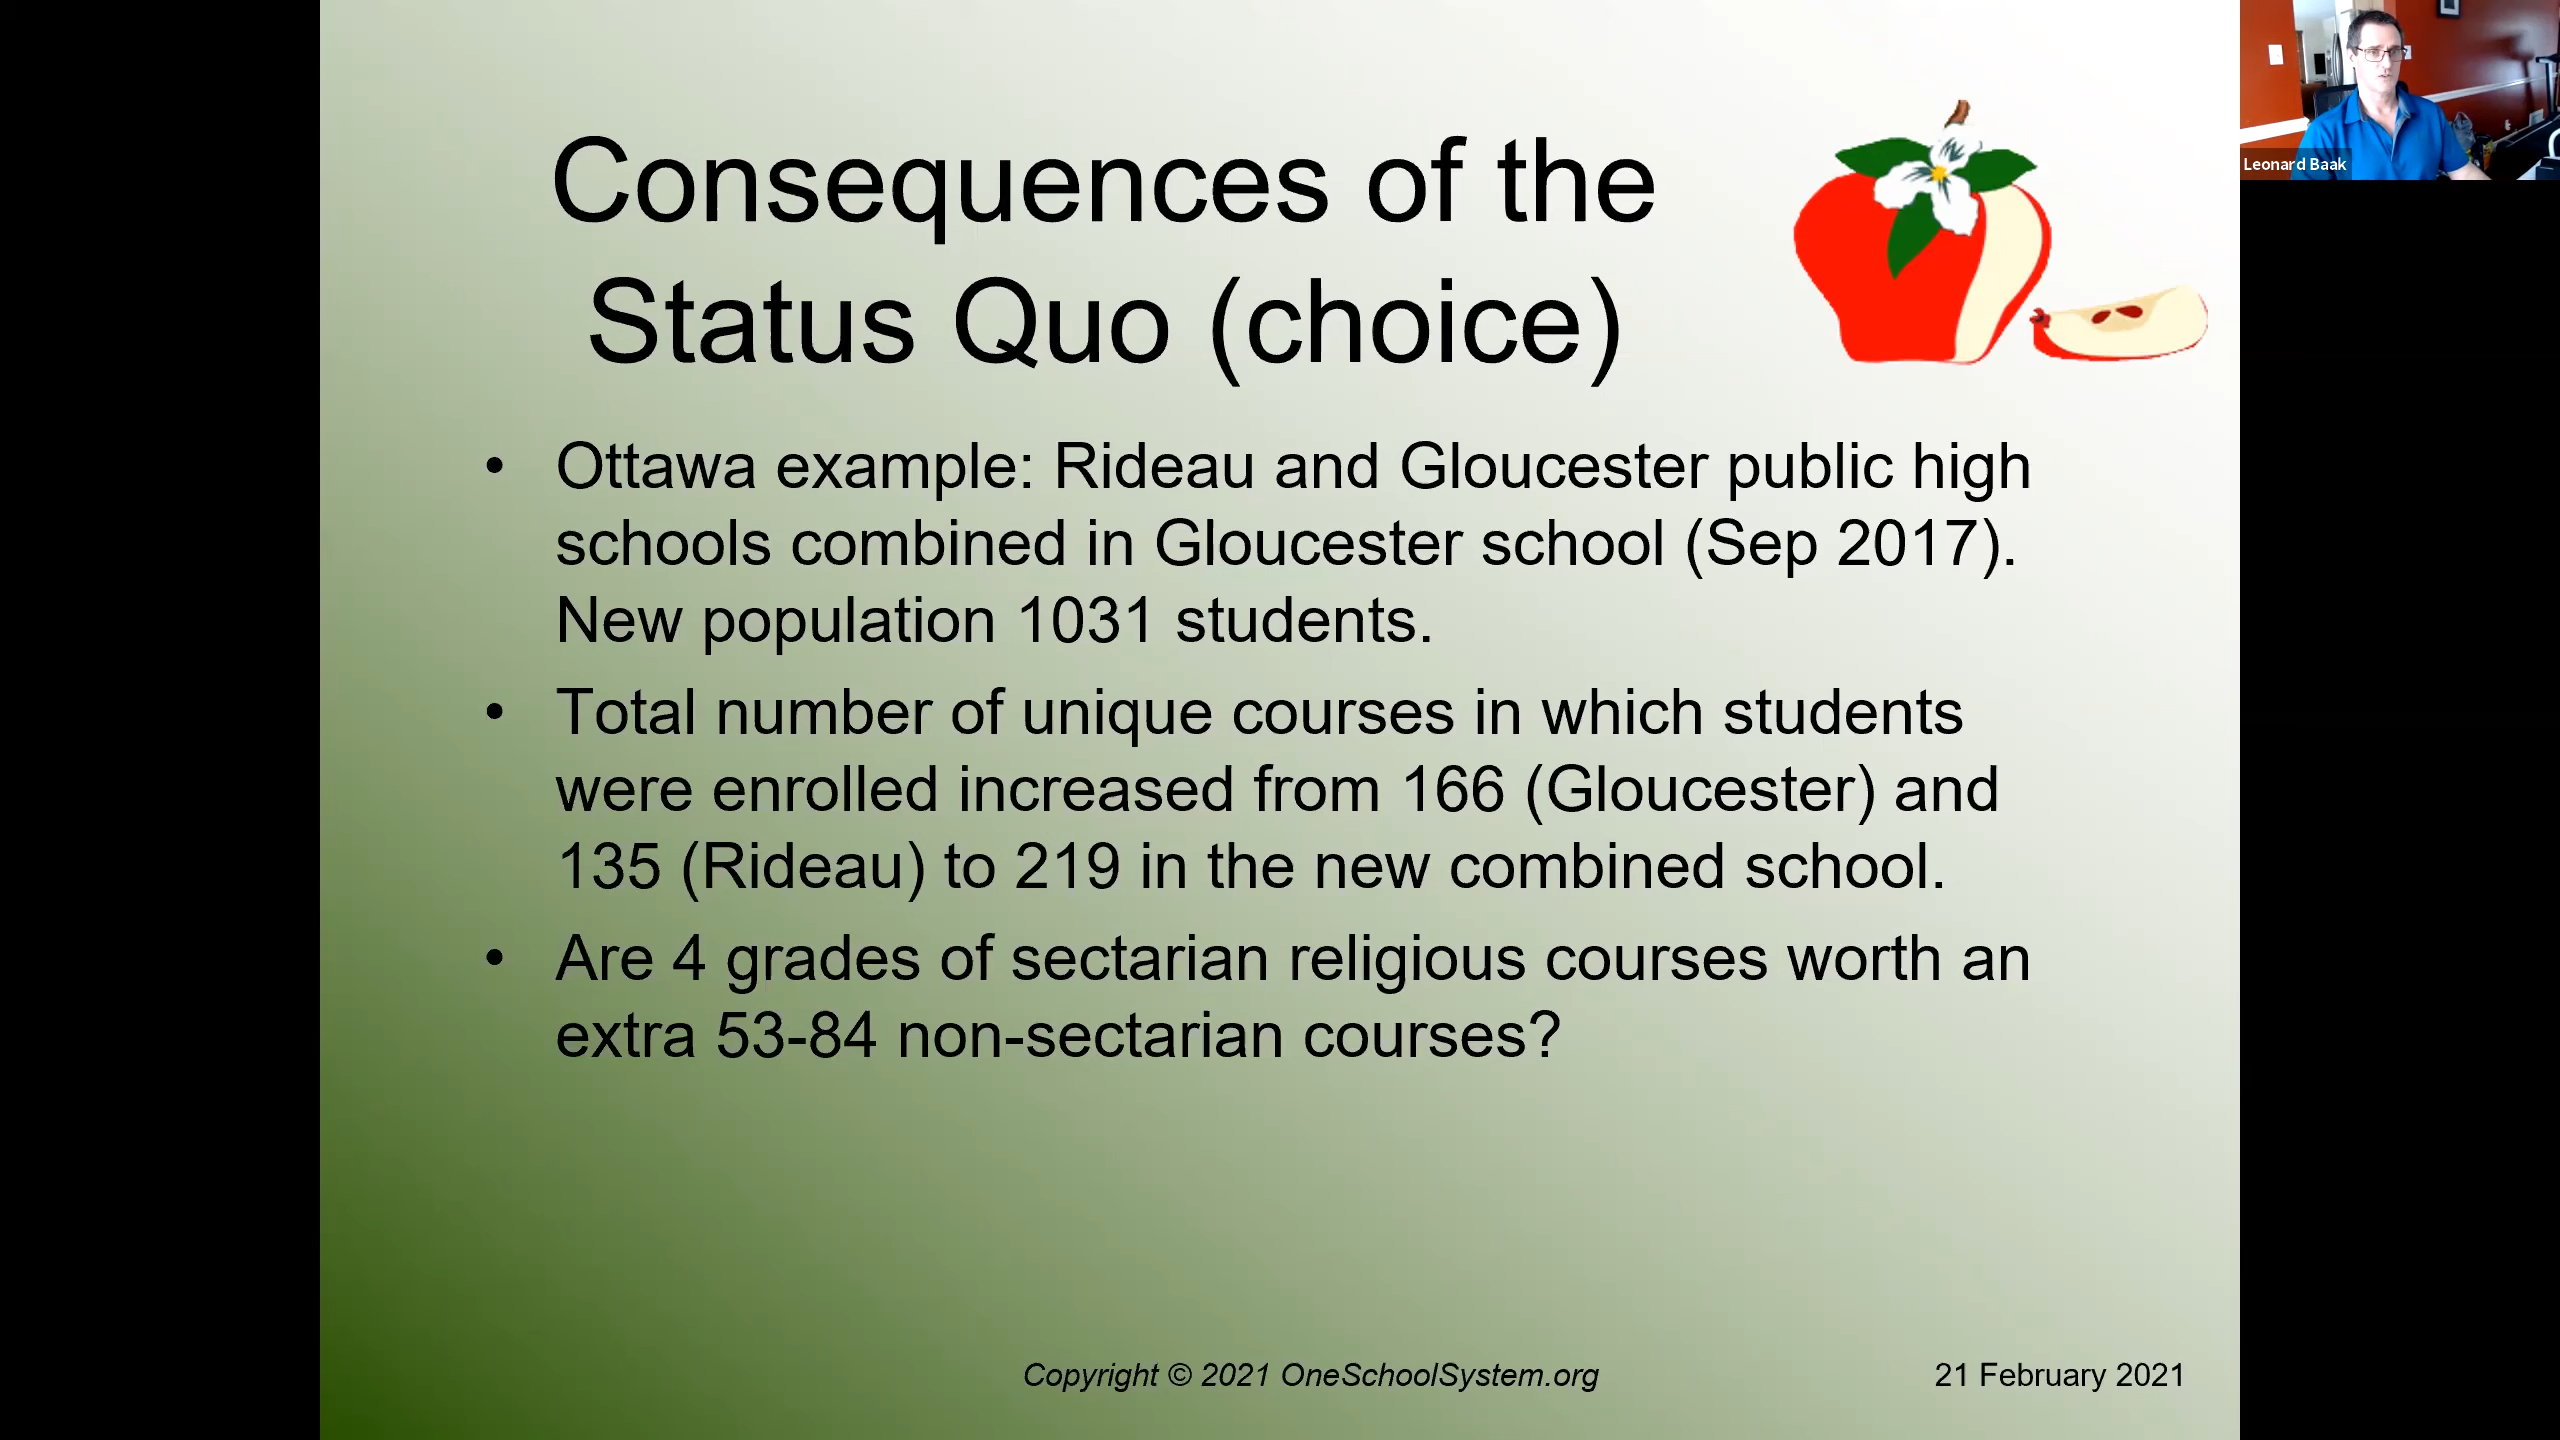 Consequences of the
Status Quo (choice)
Leonard Baak
• Ottawa example: Rideau and Gloucester public high
schools combined in Gloucester school (Sep 2017).
New population 1031 students.
• Total number of unique courses in which students
were enrolled increased from 166 (Gloucester) and
135 (Rideau) to 219 in the new combined school.
• Are 4 grades of sectarian religious courses worth an
extra 53-84 non-sectarian courses?
Copyright © 2021 OneSchoolSystem.org
21 February 2021